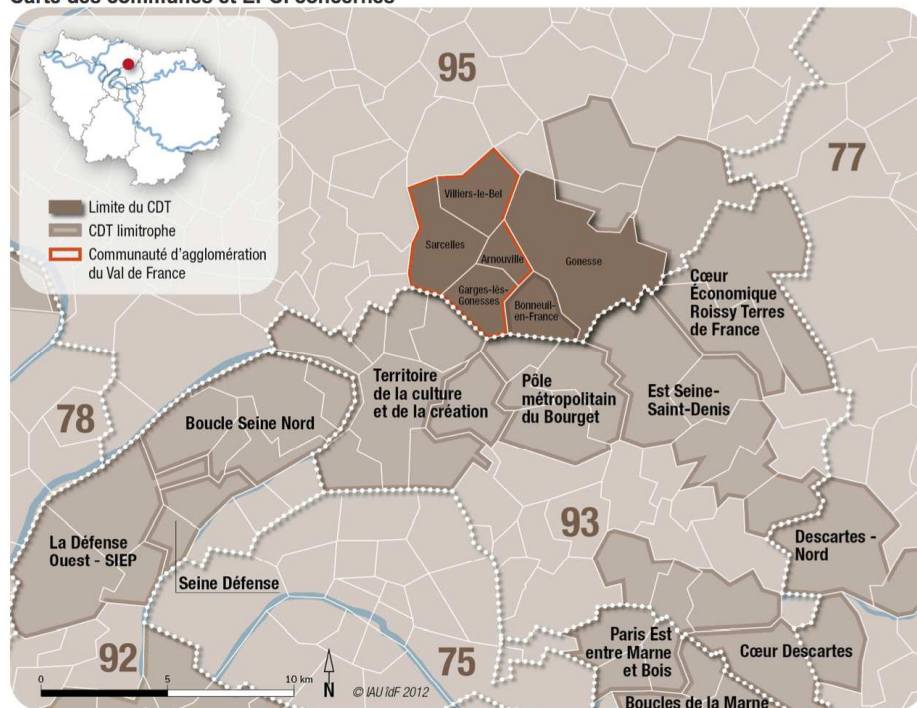 Carte des communes et EPCI concernés
95
77
Limite du CDT
CDT limitrophe
Communauté d'agglomération
du Val de France
Villiers-le-Bel
Sarcelles
Arnouville
Gonesse
Garges-lès-
Gonesses
Bonneuil-
en-France
Cœur
Économique
Roissy Terres
de France
Territoire
de la culture
et de la création
Pôle
métropolitain
du Bourget
Est Seine-
Saint-Denis
78
Boucle Seine Nord
93
La Défense
Ouest - SIEP
Seine Défense
Descartes -
Nord
92
75
Paris Est
entre Marne
et Bois
Cœur Descartes
Boucles de la Marne
0
5
10 km
N
© IAU îdF 2012